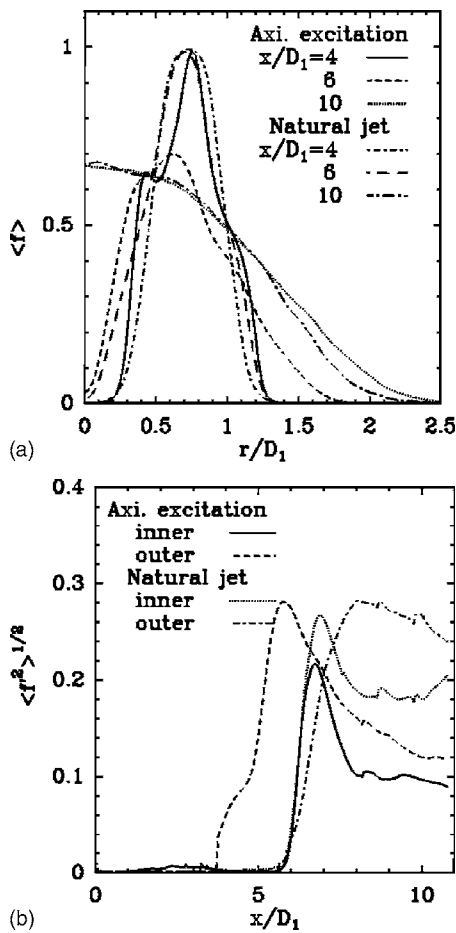 1
0.5
0
<f>
Axi. excitation
x/D₁=4
6
10
Natural jet
x/D₁=4
6
10
0 0.5 1 1.5 2 2.5
r/D₁
(a)
0.4
0.3
0.2
0.1
0
<f'²>¹/²
Axi. excitation
inner
outer
Natural jet
inner
outer
0 5 10
x/D₁
(b)